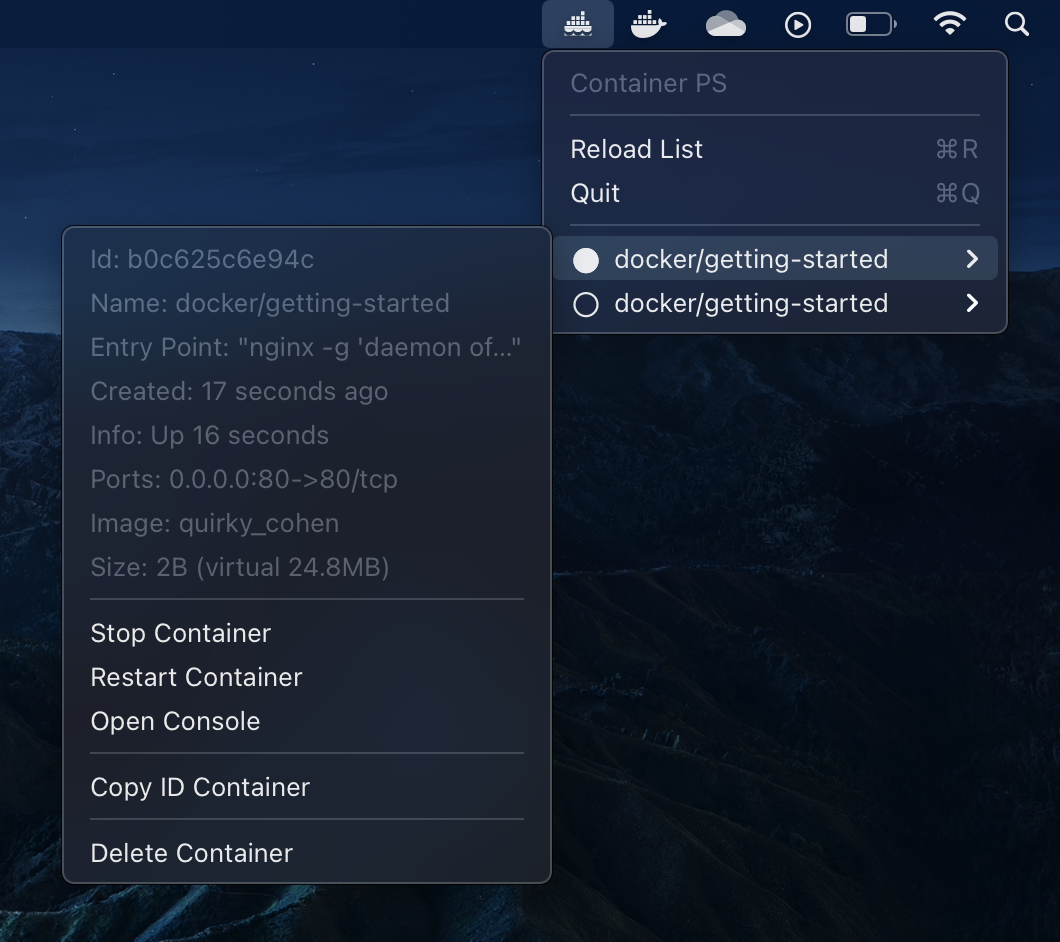 Container PS
Reload List ⌘R
Quit ⌘Q
docker/getting-started
docker/getting-started
Id: b0c625c6e94c
Name: docker/getting-started
Entry Point: "nginx -g 'daemon of…"
Created: 17 seconds ago
Info: Up 16 seconds
Ports: 0.0.0.0:80->80/tcp
Image: quirky_cohen
Size: 2B (virtual 24.8MB)
Stop Container
Restart Container
Open Console
Copy ID Container
Delete Container